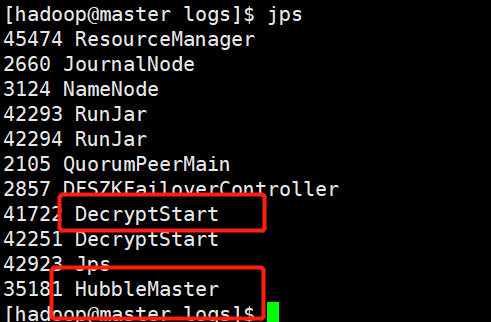 [hadoop@master logs]$ jps
45474 ResourceManager
2660 JournalNode
3124 NameNode
42293 RunJar
42294 RunJar
2105 QuorumPeerMain
2857 DFSZKFailoverController
41722 DecryptStart
42251 DecryptStart
42923 Jps
35181 HubbleMaster
[hadoop@master logs]$